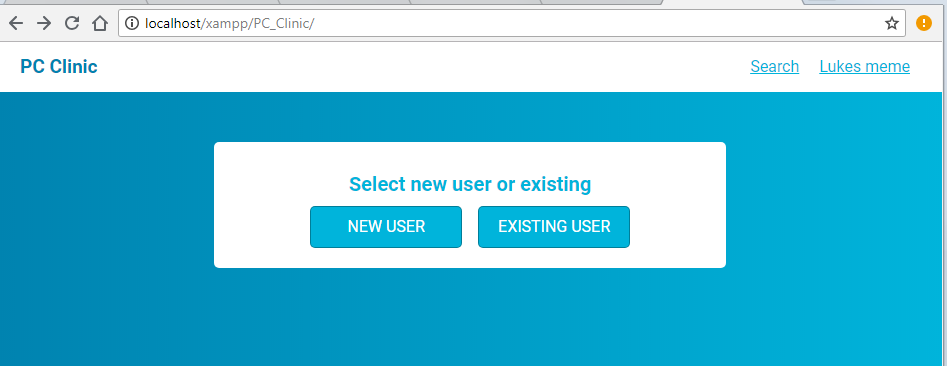 localhost/xampp/PC_Clinic/
PC Clinic
Search Lukes meme
Select new user or existing
NEW USER EXISTING USER